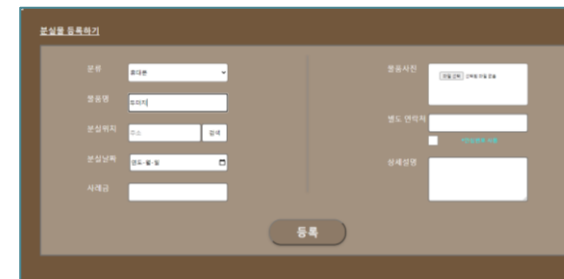 분실물 등록하기
분류
휴대폰
물품명
분실위치
주소
검색
분실날짜
연도-월-일
사례금
물품사진
파일 선택 선택된 파일 없음
별도 연락처
상세설명
등록